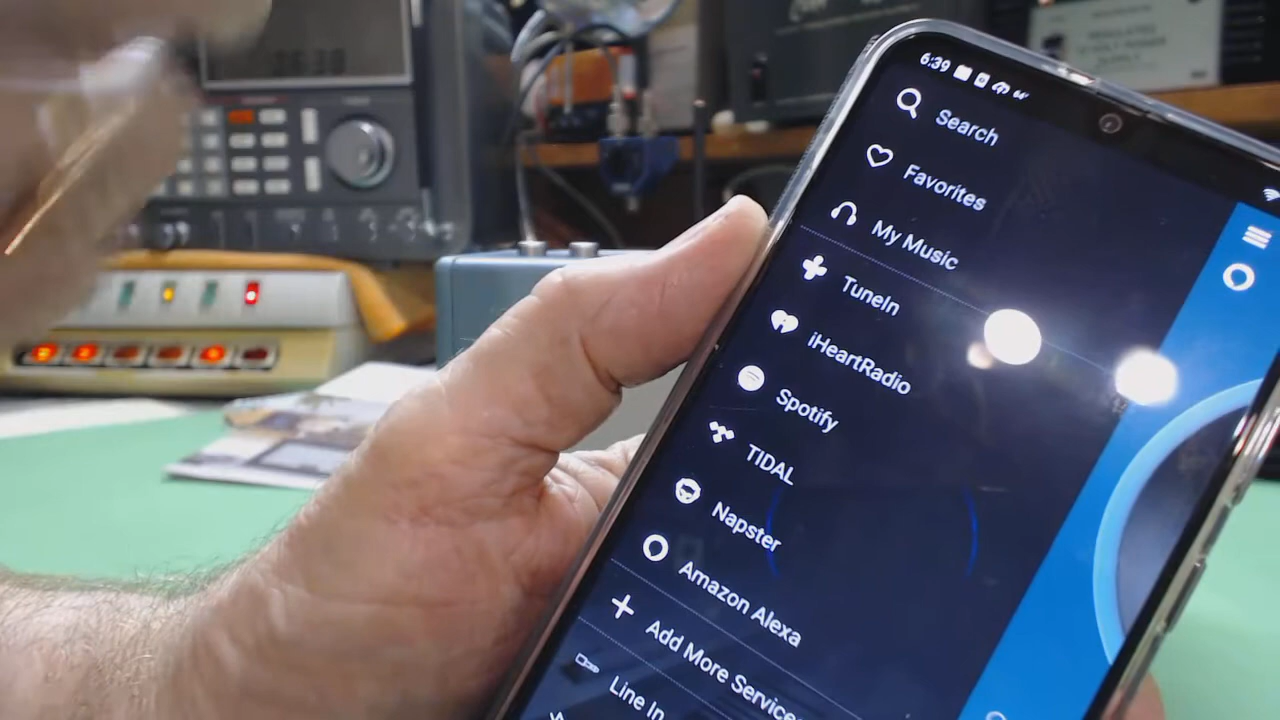 6:39
Search
Favorites
My Music
TuneIn
iHeartRadio
Spotify
TIDAL
Napster
Amazon Alexa
Add More Services
Line In